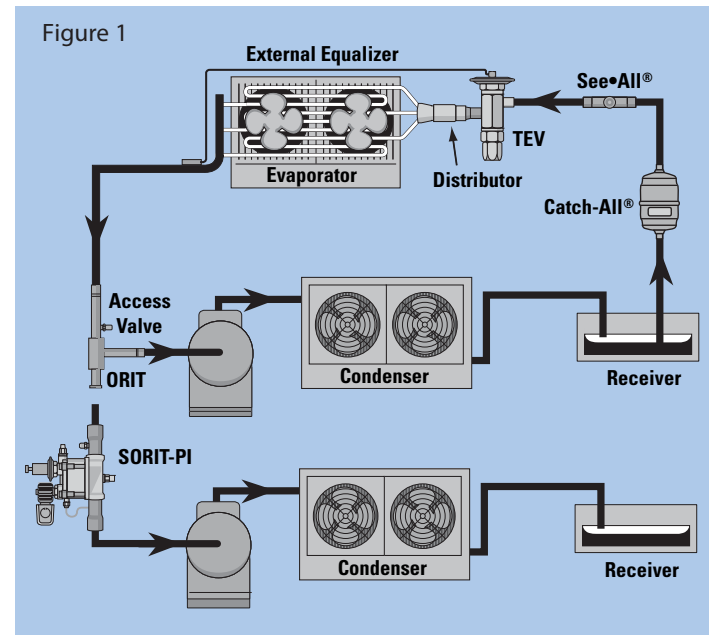 Figure 1
External Equalizer
See•All®
TEV
Evaporator
Distributor
Catch-All®
Access
Valve
ORIT
Condenser
Receiver
SORIT-PI
Condenser
Receiver